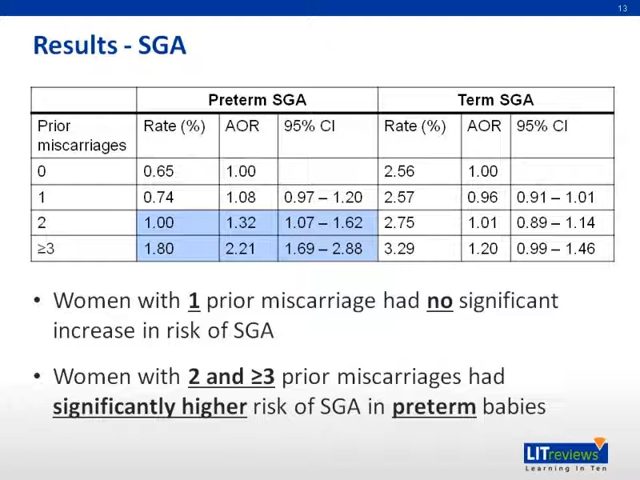 13
Results - SGA
Preterm SGA Term SGA
Prior miscarriages Rate (%) AOR 95% CI Rate (%) AOR 95% CI
0 0.65 1.00 2.56 1.00
1 0.74 1.08 0.97 – 1.20 2.57 0.96 0.91 – 1.01
2 1.00 1.32 1.07 – 1.62 2.75 1.01 0.89 – 1.14
≥3 1.80 2.21 1.69 – 2.88 3.29 1.20 0.99 – 1.46
• Women with 1 prior miscarriage had no significant
increase in risk of SGA
• Women with 2 and ≥3 prior miscarriages had
significantly higher risk of SGA in preterm babies
LITreviews
Learning In Ten